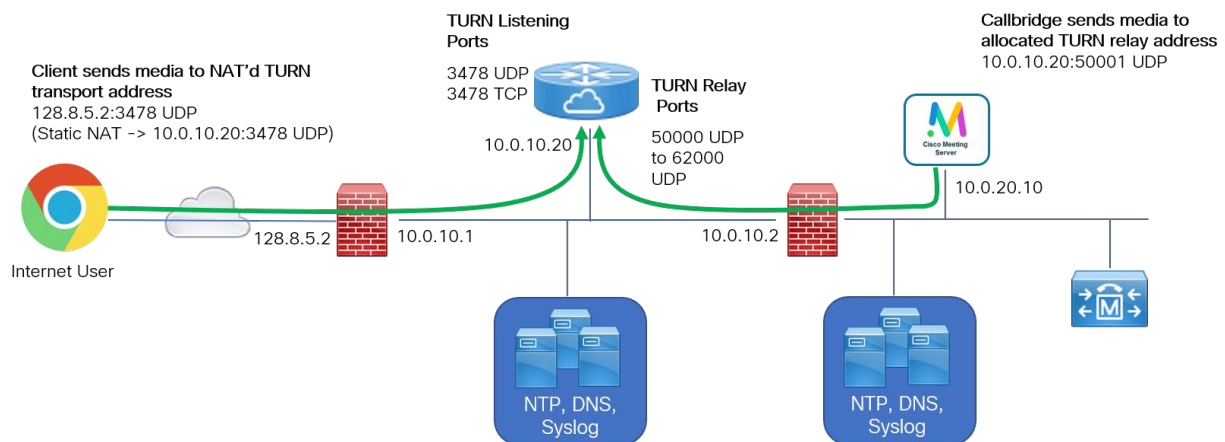 Client sends media to NAT'd TURN
transport address
128.8.5.2:3478 UDP
(Static NAT -> 10.0.10.20:3478 UDP)
Internet User
128.8.5.2
10.0.10.1
TURN Listening
Ports
3478 UDP
3478 TCP
10.0.10.20
TURN Relay
Ports
50000 UDP
to 62000
UDP
10.0.10.2
Callbridge sends media to
allocated TURN relay address
10.0.10.20:50001 UDP
Cisco Meeting
Server
10.0.20.10
M
NTP, DNS,
Syslog
NTP, DNS,
Syslog